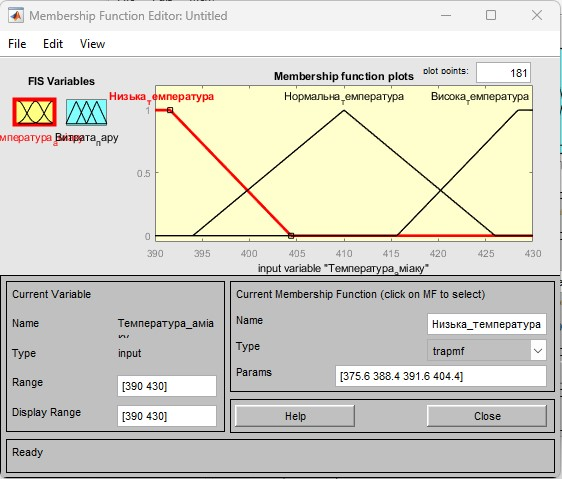 Membership Function Editor: Untitled
File Edit View
FIS Variables
Membership function plots
plot points: 181
Низька_температура
Нормальна_температура
Висока_температура
1
0.5
0
390 395 400 405 410 415 420 425 430
input variable "Температура_аміаку"
Current Variable
Name Температура_аміа
Type input
Range [390 430]
Display Range [390 430]
Current Membership Function (click on MF to select)
Name Низька_температура
Type trapmf
Params [375.6 388.4 391.6 404.4]
Help Close
Ready